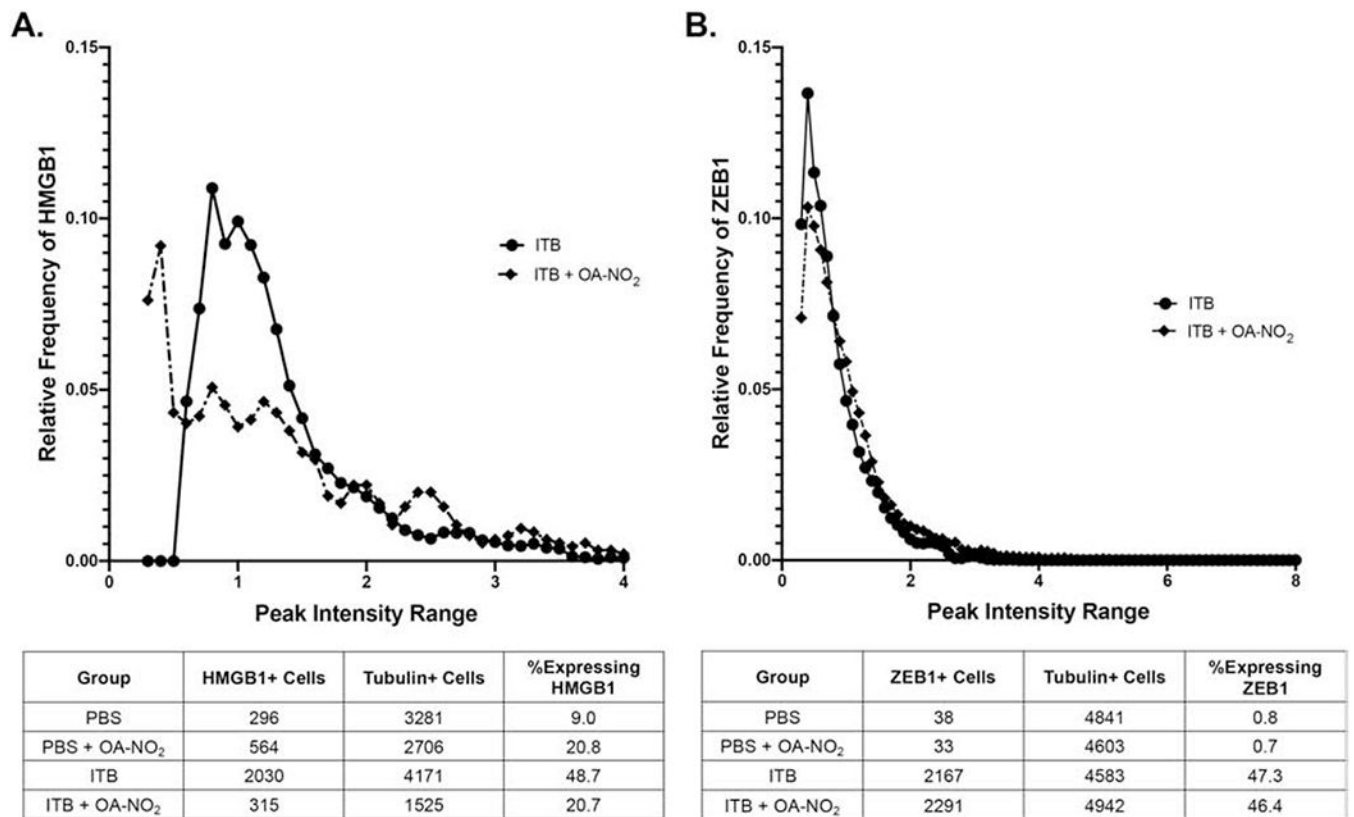 A.
0.15
0.10
0.05
0.00
Relative Frequency of HMGB1
ITB
ITB + OA-NO₂
0 1 2 3 4
Peak Intensity Range
Group HMGB1+ Cells Tubulin+ Cells %Expressing HMGB1
PBS 296 3281 9.0
PBS + OA-NO₂ 564 2706 20.8
ITB 2030 4171 48.7
ITB + OA-NO₂ 315 1525 20.7
B.
0.15
0.10
0.05
0.00
Relative Frequency of ZEB1
ITB
ITB + OA-NO₂
0 2 4 6 8
Peak Intensity Range
Group ZEB1+ Cells Tubulin+ Cells %Expressing ZEB1
PBS 38 4841 0.8
PBS + OA-NO₂ 33 4603 0.7
ITB 2167 4583 47.3
ITB + OA-NO₂ 2291 4942 46.4